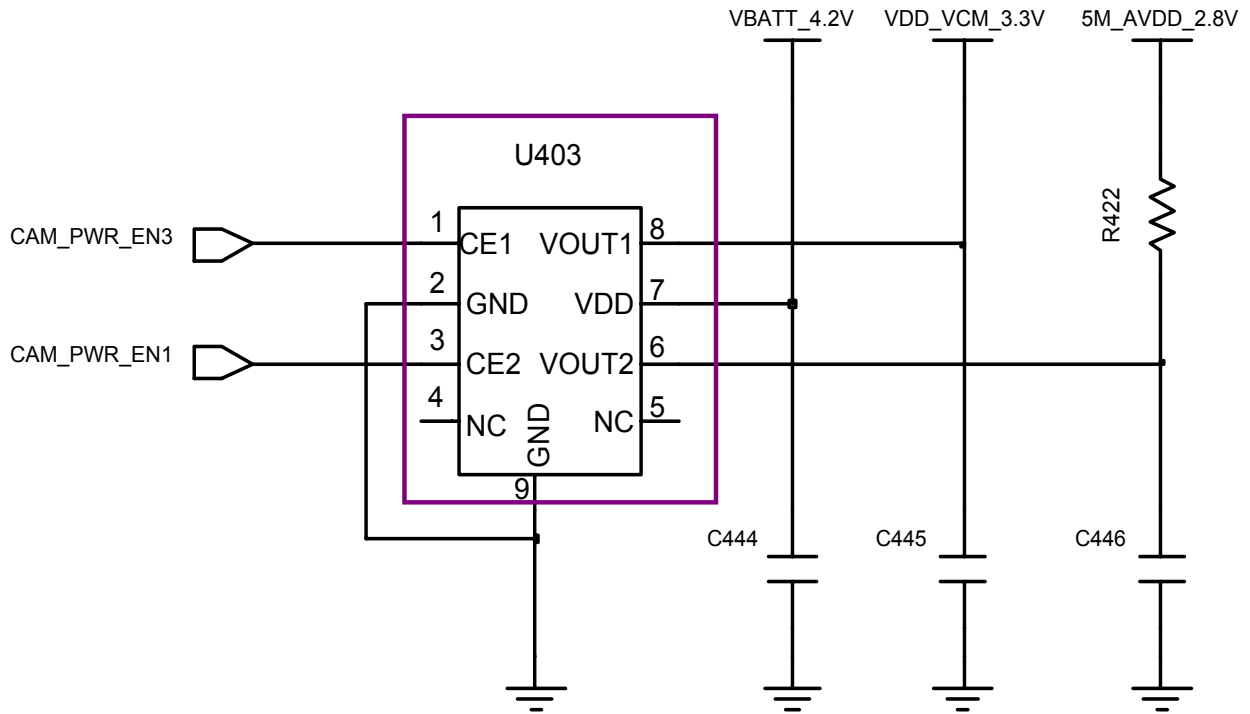 VBATT_4.2V
VDD_VCM_3.3V
5M_AVDD_2.8V
U403
R422
CAM_PWR_EN3
1
CE1
VOUT1
8
2
GND
VDD
7
CAM_PWR_EN1
3
CE2
VOUT2
6
4
NC
GND
NC
5
9
C444
C445
C446